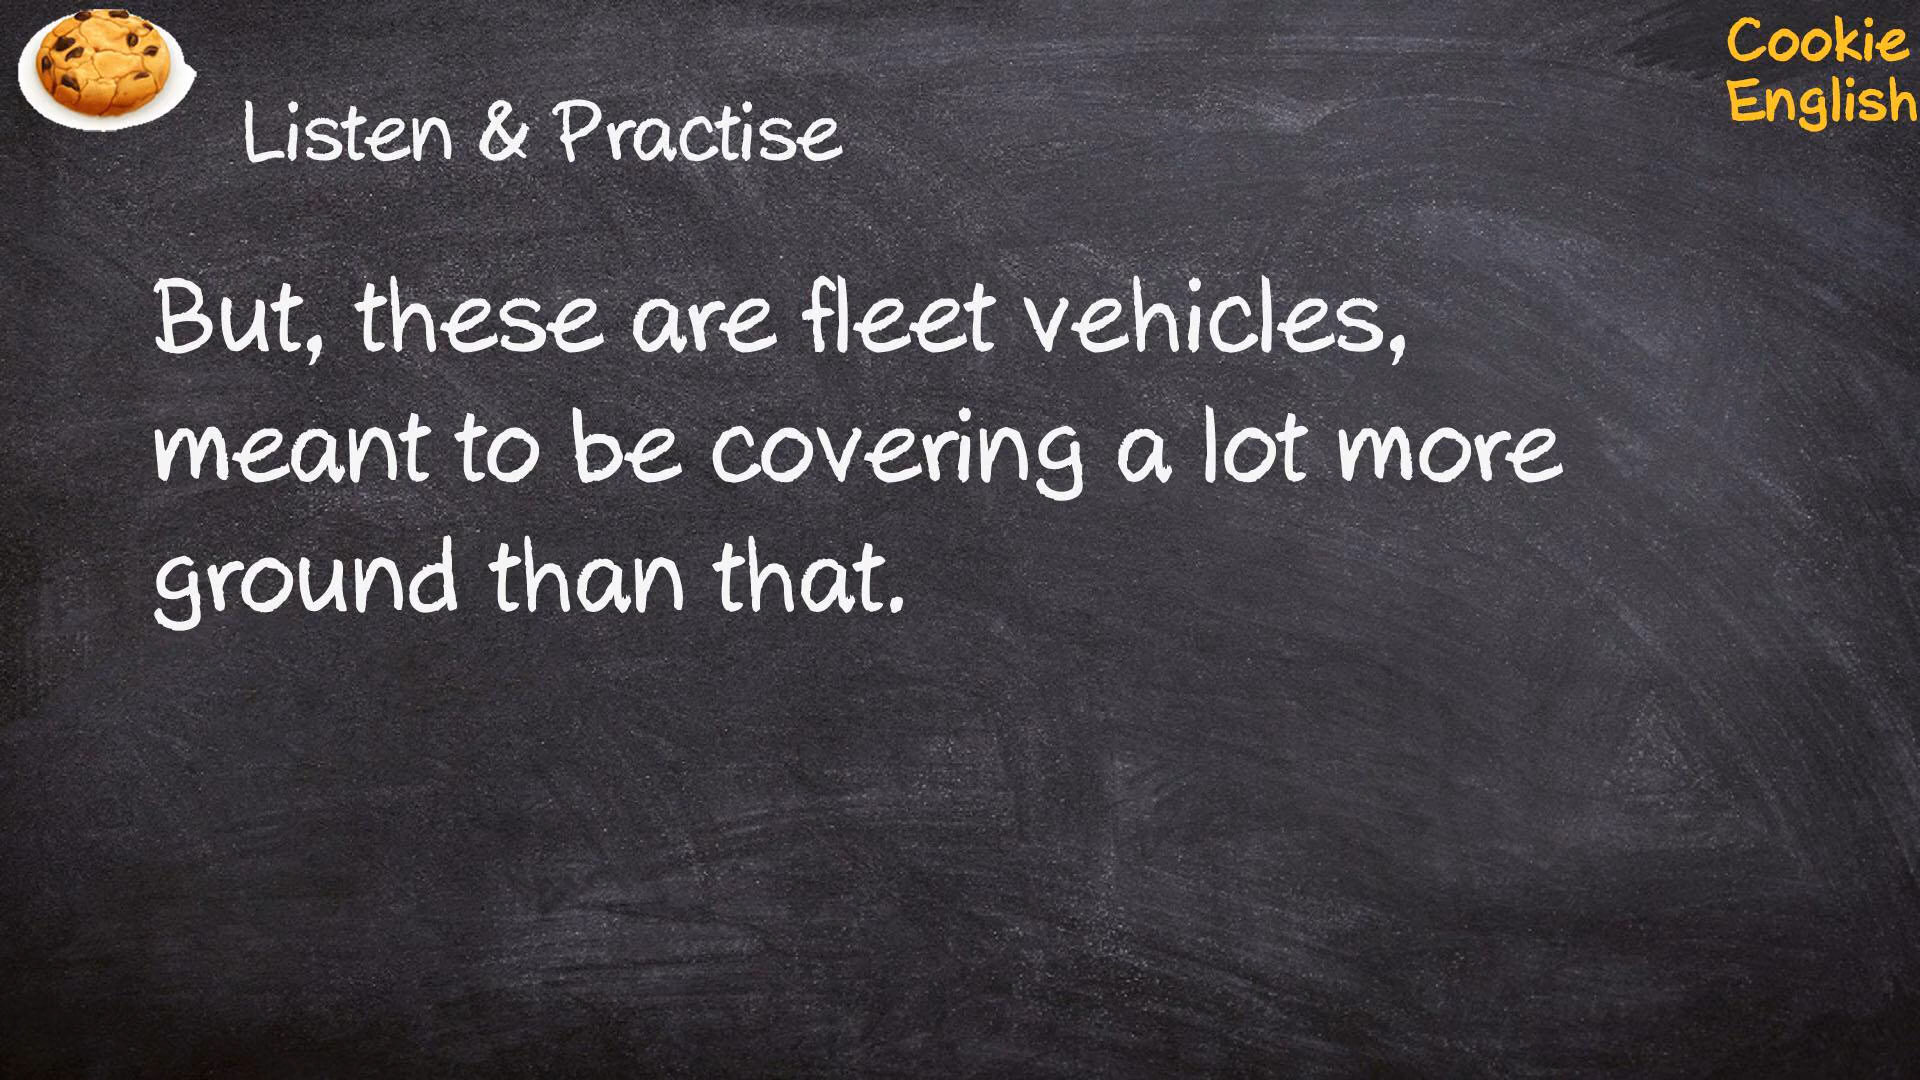 Cookie
English
Listen & Practise
But, these are fleet vehicles,
meant to be covering a lot more
ground than that.